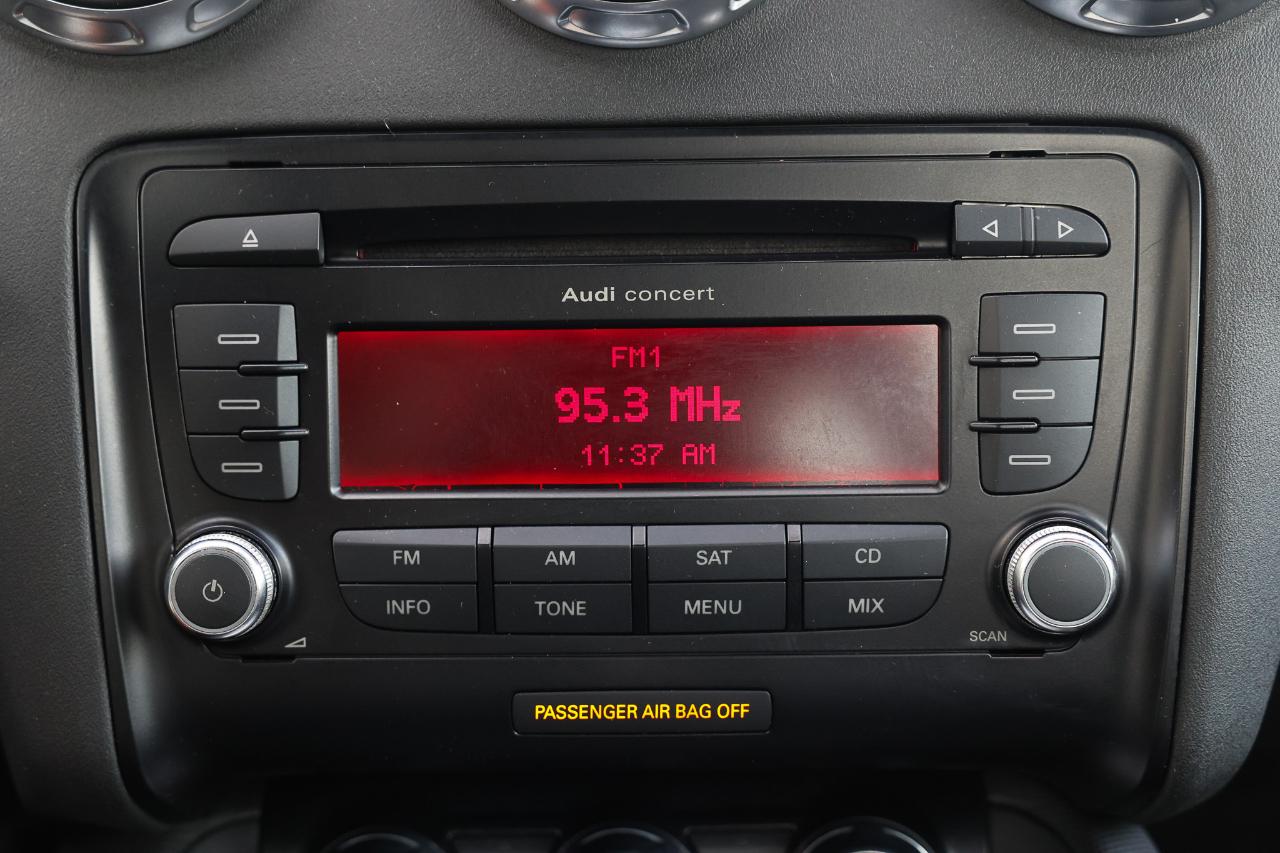 Audi concert
FM1
95.3 MHz
11:37 AM
FM AM SAT CD
INFO TONE MENU MIX
SCAN
PASSENGER AIR BAG OFF